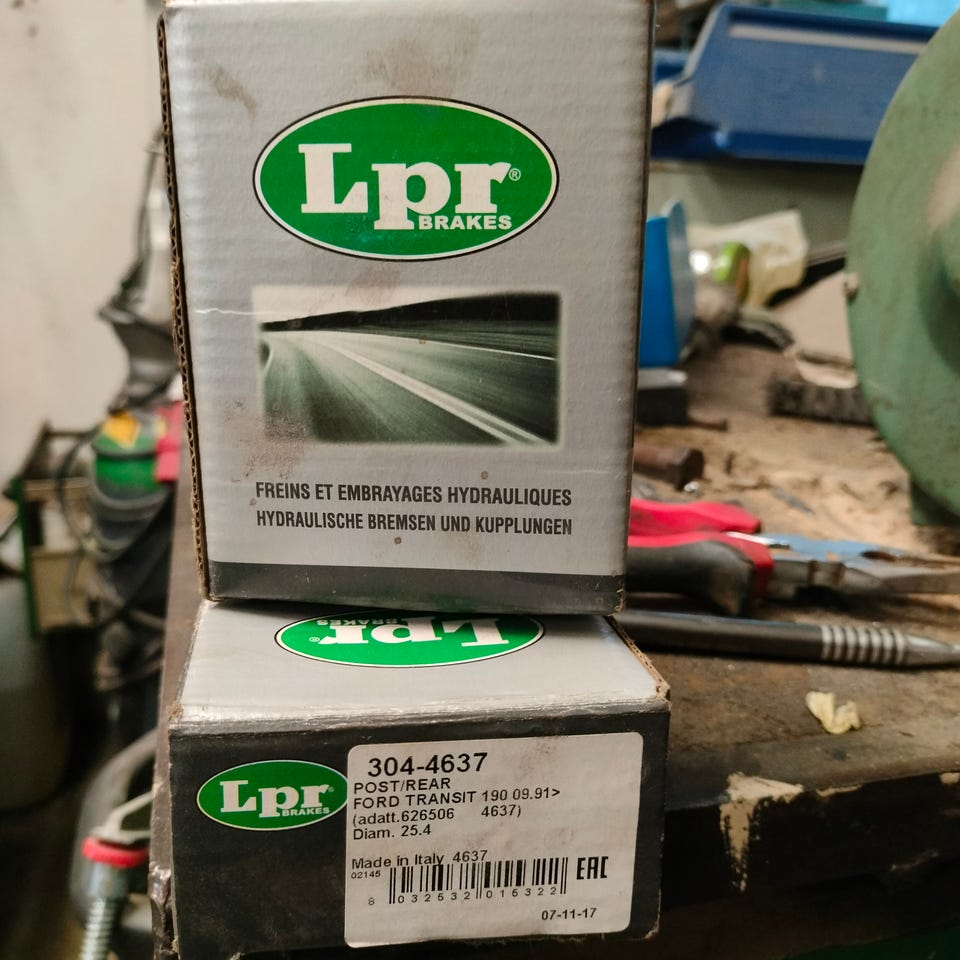 Lpr®
BRAKES
FREINS ET EMBRAYAGES HYDRAULIQUES
HYDRAULISCHE BREMSEN UND KUPPLUNGEN
Lpr®
BRAKES
Lpr
BRAKES
304-4637
POST/REAR
FORD TRANSIT 190 09.91>
(adatt.626506 4637)
Diam. 25.4
Made in Italy 4637
02145
EAC
8 032532 015322
07-11-17